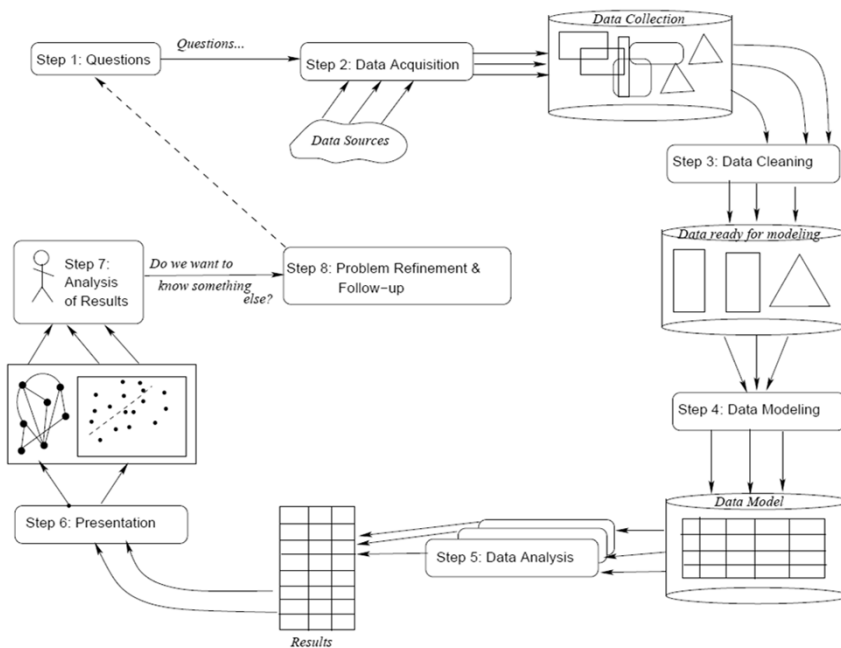 Step 1: Questions
Questions...
Step 2: Data Acquisition
Data Sources
Data Collection
Step 3: Data Cleaning
Data ready for modeling
Step 4: Data Modeling
Data Model
Step 5: Data Analysis
Results
Step 6: Presentation
Step 7:
Analysis
of Results
Do we want to
know something
else?
Step 8: Problem Refinement &
Follow-up